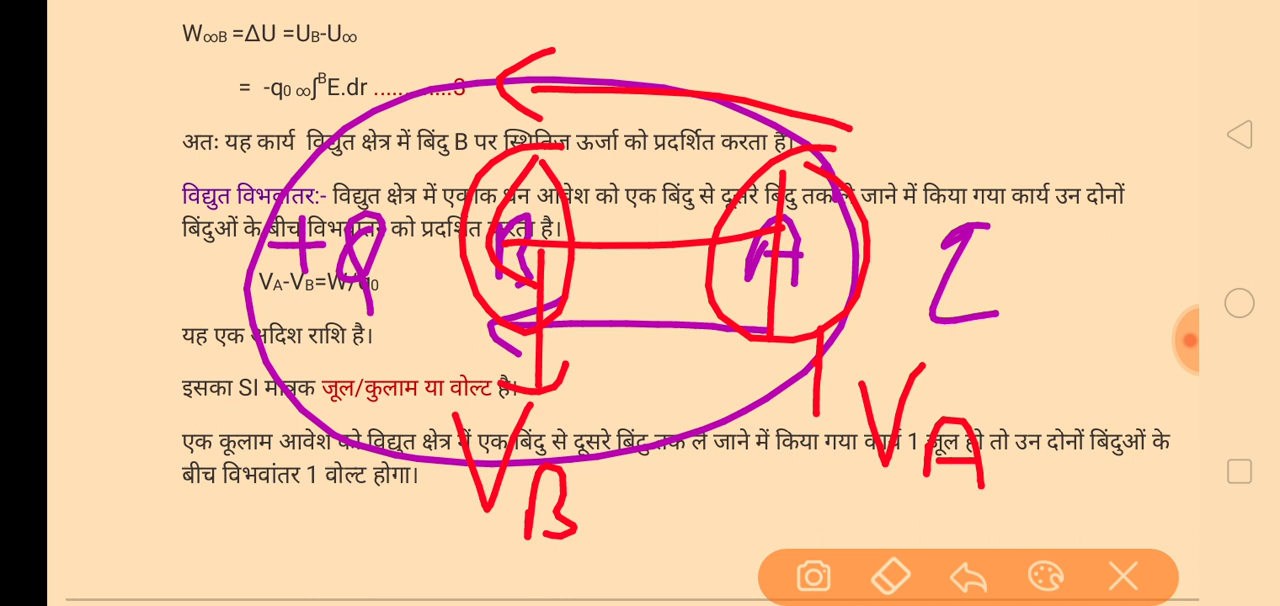 W∞B =ΔU =UB-U∞
= -q₀ ∞∫ᴮE.dr ............3
अतः यह कार्य विद्युत क्षेत्र में बिंदु B पर स्थितिज ऊर्जा को प्रदर्शित करता है।
विद्युत विभवांतर:- विद्युत क्षेत्र में एकांक धन आवेश को एक बिंदु से दूसरे बिंदु तक ले जाने में किया गया कार्य उन दोनों
बिंदुओं के बीच विभवांतर को प्रदर्शित करता है।
+Q B A
VA-VB=W/q₀
यह एक अदिश राशि है।
इसका SI मात्रक जूल/कुलाम या वोल्ट है।
VB VA
एक कूलाम आवेश को विद्युत क्षेत्र में एक बिंदु से दूसरे बिंदु तक ले जाने में किया गया कार्य 1 जूल हो तो उन दोनों बिंदुओं के
बीच विभवांतर 1 वोल्ट होगा।